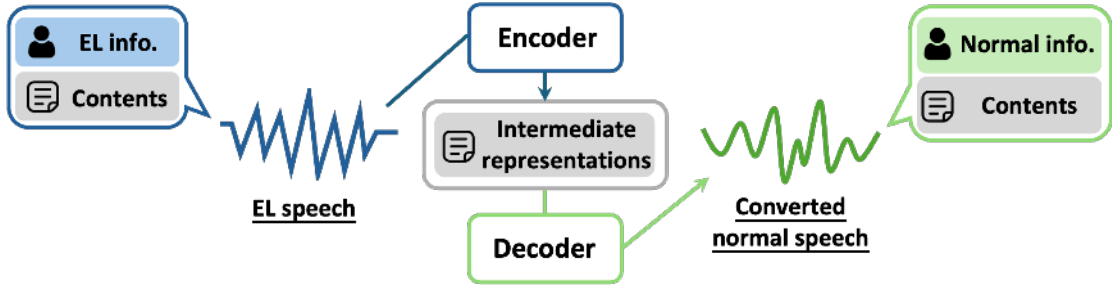 EL info.
Contents
EL speech
Encoder
Intermediate
representations
Decoder
Converted
normal speech
Normal info.
Contents